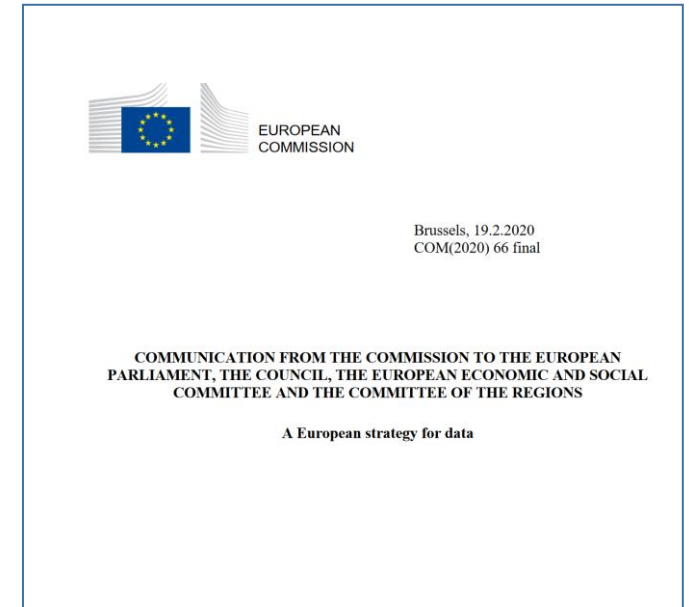 EUROPEAN
COMMISSION
Brussels, 19.2.2020
COM(2020) 66 final
COMMUNICATION FROM THE COMMISSION TO THE EUROPEAN
PARLIAMENT, THE COUNCIL, THE EUROPEAN ECONOMIC AND SOCIAL
COMMITTEE AND THE COMMITTEE OF THE REGIONS
A European strategy for data